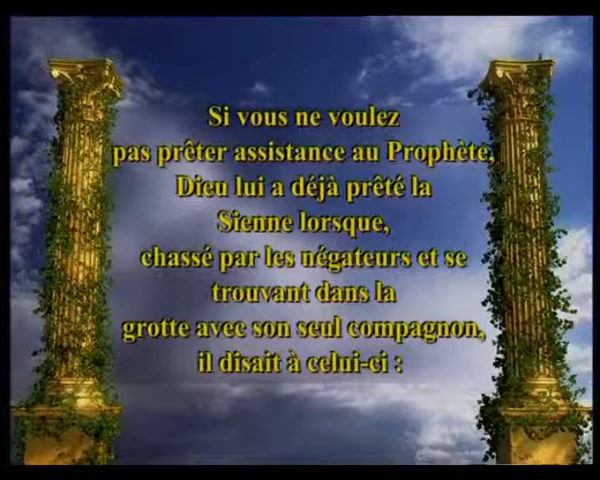 Si vous ne voulez
pas prêter assistance au Prophète,
Dieu lui a déjà prêté la
Sienne lorsque,
chassé par les négateurs et se
trouvant dans la
grotte avec son seul compagnon,
il disait à celui-ci :